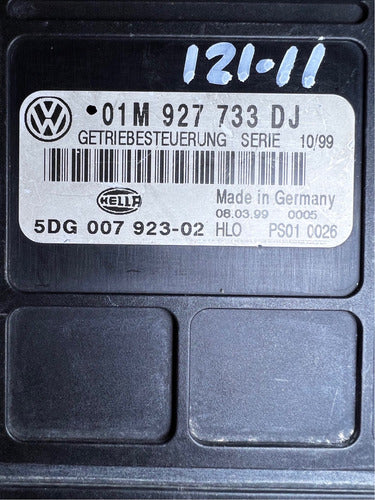 121-11
VW
•01M 927 733 DJ
GETRIEBESTEUERUNG SERIE 10/99
HELLA
Made in Germany
08.03.99 0005
5DG 007 923-02 HLO PS01 0026